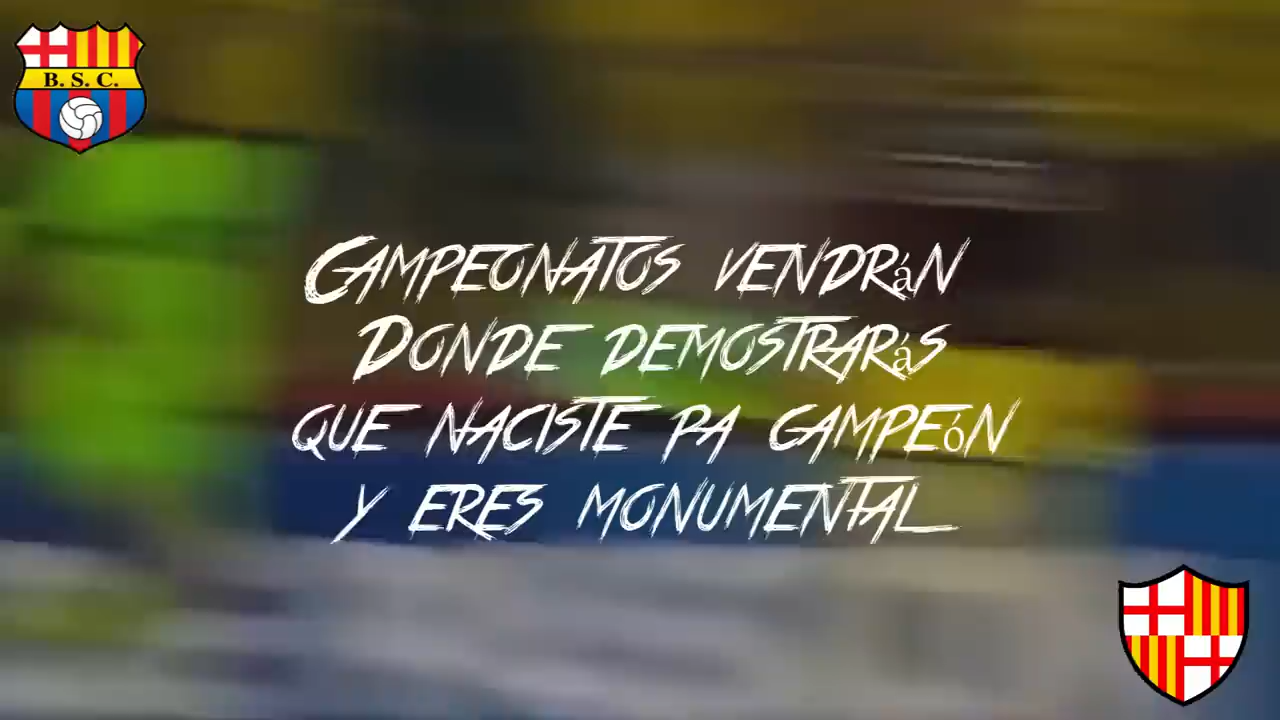 B. S. C.
Campeonatos vendrán
Donde demostrarás
que naciste pa campeón
y eres monumental